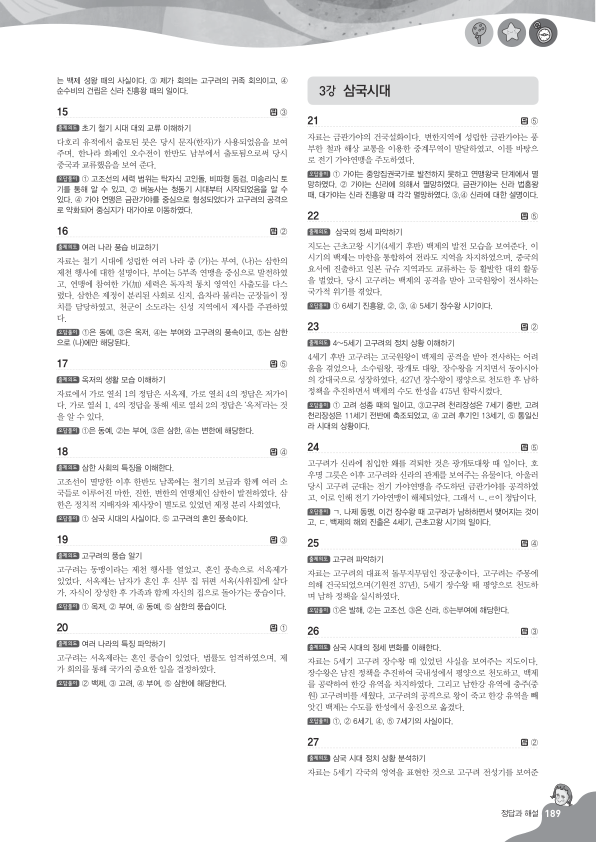 는 백제 성왕 때의 사실이다. ③ 제가 회의는 고구려의 귀족 회의이고, ④
순수비의 건립은 신라 진흥왕 때의 일이다.
15 답 ③
출제의도 초기 철기 시대 대외 교류 이해하기
다호리 유적에서 출토된 붓은 당시 문자(한자)가 사용되었음을 보여
주며, 한나라 화폐인 오수전이 한반도 남부에서 출토됨으로써 당시
중국과 교류했음을 보여 준다.
오답풀이 ① 고조선의 세력 범위는 탁자식 고인돌, 비파형 동검, 미송리식 토
기를 통해 알 수 있고, ② 벼농사는 청동기 시대부터 시작되었음을 알 수
있다. ④ 가야 연맹은 금관가야를 중심으로 형성되었다가 고구려의 공격으
로 약화되어 중심지가 대가야로 이동하였다.
16 답 ②
출제의도 여러 나라 풍습 비교하기
자료는 철기 시대에 성립한 여러 나라 중 (가)는 부여, (나)는 삼한의
제천 행사에 대한 설명이다. 부여는 5부족 연맹을 중심으로 발전하였
고, 연맹에 참여한 가(加) 세력은 독자적 통치 영역인 사출도를 다스
렸다. 삼한은 제정이 분리된 사회로 신지, 읍차라 불리는 군장들이 정
치를 담당하였고, 천군이 소도라는 신성 지역에서 제사를 주관하였
다.
오답풀이 ①은 동예, ③은 옥저, ④는 부여와 고구려의 풍속이고, ⑤는 삼한
으로 (나)에만 해당된다.
17 답 ⑤
출제의도 옥저의 생활 모습 이해하기
자료에서 가로 열쇠 1의 정답은 서옥제, 가로 열쇠 4의 정답은 저가이
다. 가로 열쇠 1, 4의 정답을 통해 세로 열쇠 2의 정답은 ‘옥저’라는 것
을 알 수 있다.
오답풀이 ①은 동예, ②는 부여, ③은 삼한, ④는 변한에 해당한다.
18 답 ④
출제의도 삼한 사회의 특징을 이해한다.
고조선이 멸망한 이후 한반도 남쪽에는 철기의 보급과 함께 여러 소
국들로 이루어진 마한, 진한, 변한의 연맹체인 삼한이 발전하였다. 삼
한은 정치적 지배자와 제사장이 별도로 있었던 제정 분리 사회였다.
오답풀이 ① 삼국 시대의 사실이다. ⑤ 고구려의 혼인 풍속이다.
19 답 ③
출제의도 고구려의 풍습 알기
고구려는 동맹이라는 제천 행사를 열었고, 혼인 풍속으로 서옥제가
있었다. 서옥제는 남자가 혼인 후 신부 집 뒤편 서옥(사위집)에 살다
가, 자식이 장성한 후 가족과 함께 자신의 집으로 돌아가는 풍습이다.
오답풀이 ① 옥저, ② 부여, ④ 동예, ⑤ 삼한의 풍습이다.
20 답 ①
출제의도 여러 나라의 특징 파악하기
고구려는 서옥제라는 혼인 풍습이 있었다. 법률도 엄격하였으며, 제
가 회의를 통해 국가의 중요한 일을 결정하였다.
오답풀이 ② 백제, ③ 고려, ④ 부여, ⑤ 삼한에 해당한다.
3강 삼국시대
21 답 ⑤
자료는 금관가야의 건국설화이다. 변한지역에 성립한 금관가야는 풍
부한 철과 해상 교통을 이용한 중계무역이 발달하였고, 이를 바탕으
로 전기 가야연맹을 주도하였다.
오답풀이 ① 가야는 중앙집권국가로 발전하지 못하고 연맹왕국 단계에서 멸
망하였다. ② 가야는 신라에 의해서 멸망하였다. 금관가야는 신라 법흥왕
때, 대가야는 신라 진흥왕 때 각각 멸망하였다. ③,④ 신라에 대한 설명이다.
22 답 ⑤
출제의도 삼국의 정세 파악하기
지도는 근초고왕 시기(4세기 후반) 백제의 발전 모습을 보여준다. 이
시기의 백제는 마한을 통합하여 전라도 지역을 차지하였으며, 중국의
요서에 진출하고 일본 규슈 지역과도 교류하는 등 활발한 대외 활동
을 벌였다. 당시 고구려는 백제의 공격을 받아 고국원왕이 전사하는
국가적 위기를 겪었다.
오답풀이 ① 6세기 진흥왕, ②, ③, ④ 5세기 장수왕 시기이다.
23 답 ②
출제의도 4~5세기 고구려의 정치 상황 이해하기
4세기 후반 고구려는 고국원왕이 백제의 공격을 받아 전사하는 어려
움을 겪었으나, 소수림왕, 광개토 대왕, 장수왕을 거치면서 동아시아
의 강대국으로 성장하였다. 427년 장수왕이 평양으로 천도한 후 남하
정책을 추진하면서 백제의 수도 한성을 475년 함락시켰다.
오답풀이 ① 고려 성종 때의 일이고, ③고구려 천리장성은 7세기 중반, 고려
천리장성은 11세기 전반에 축조되었고, ④ 고려 후기인 13세기, ⑤ 통일신
라 시대의 상황이다.
24 답 ⑤
고구려가 신라에 침입한 왜를 격퇴한 것은 광개토대왕 때 일이다. 호
우명 그릇은 이후 고구려와 신라의 관계를 보여주는 유물이다. 아울러
당시 고구려 군대는 전기 가야연맹을 주도하던 금관가야를 공격하였
고, 이로 인해 전기 가야연맹이 해체되었다. 그래서 ㄴ,ㄹ이 정답이다.
오답풀이 ㄱ. 나제 동맹, 이건 장수왕 때 고구려가 남하하면서 맺어지는 것이
고, ㄷ. 백제의 해외 진출은 4세기, 근초고왕 시기의 일이다.
25 답 ④
출제의도 고구려 파악하기
자료는 고구려의 대표적 돌무지무덤인 장군총이다. 고구려는 주몽에
의해 건국되었으며(기원전 37년), 5세기 장수왕 때 평양으로 천도하
며 남하 정책을 실시하였다.
오답풀이 ①은 발해, ②는 고조선, ③은 신라, ⑤는부여에 해당한다.
26 답 ③
출제의도 삼국 시대의 정세 변화를 이해한다.
자료는 5세기 고구려 장수왕 때 있었던 사실을 보여주는 지도이다.
장수왕은 남진 정책을 추진하여 국내성에서 평양으로 천도하고, 백제
를 공략하여 한강 유역을 차지하였다. 그리고 남한강 유역에 충주(중
원) 고구려비를 세웠다. 고구려의 공격으로 왕이 죽고 한강 유역을 빼
앗긴 백제는 수도를 한성에서 웅진으로 옮겼다.
오답풀이 ①, ② 6세기, ④, ⑤ 7세기의 사실이다.
27 답 ②
출제의도 삼국 시대 정치 상황 분석하기
자료는 5세기 각국의 영역을 표현한 것으로 고구려 전성기를 보여준
정답과 해설 189